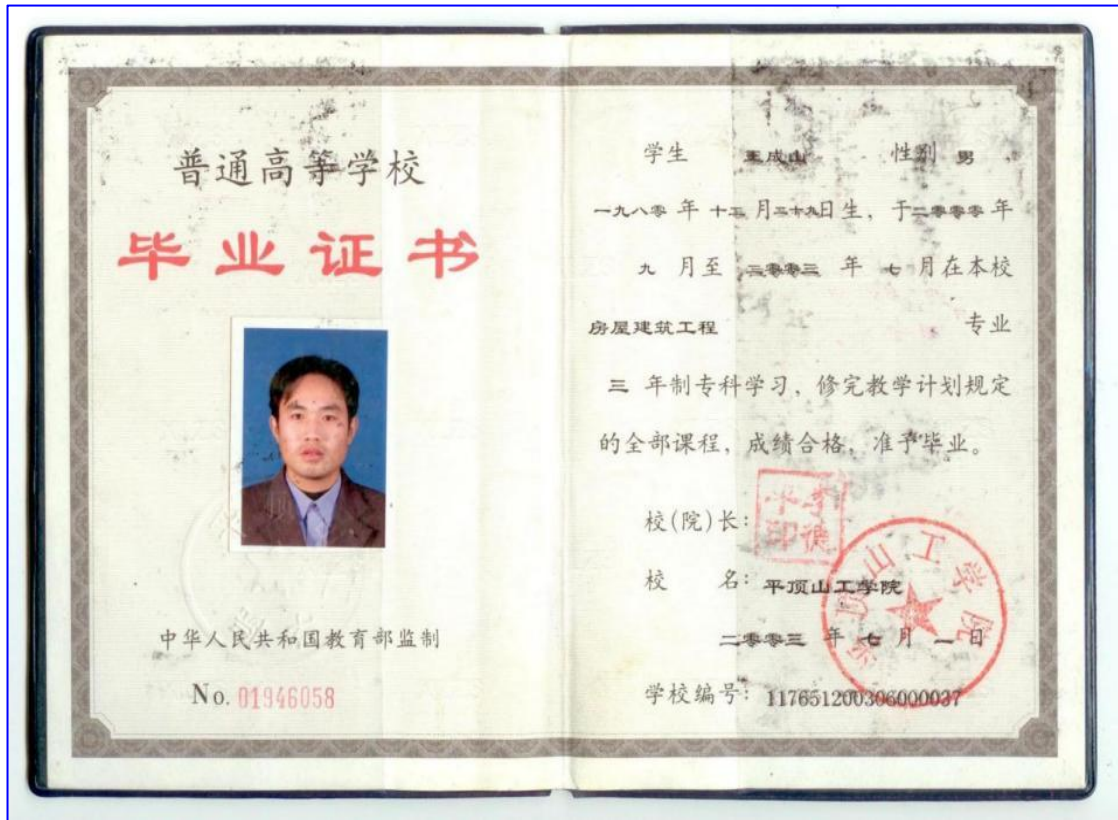 普通高等学校
毕业证书
中华人民共和国教育部监制
No. 01946058
学生 王成山 性别 男
一九八零 年 十二 月二十九日生，于二零零零年
九 月至 二零零三 年 七 月在本校
房屋建筑工程 专业
三 年制专科学习，修完教学计划规定
的全部课程，成绩合格，准予毕业。
校(院)长：
校 名：平顶山工学院
二零零三 年 七 月 一 日
学校编号：117651200306000037
平顶山工学院